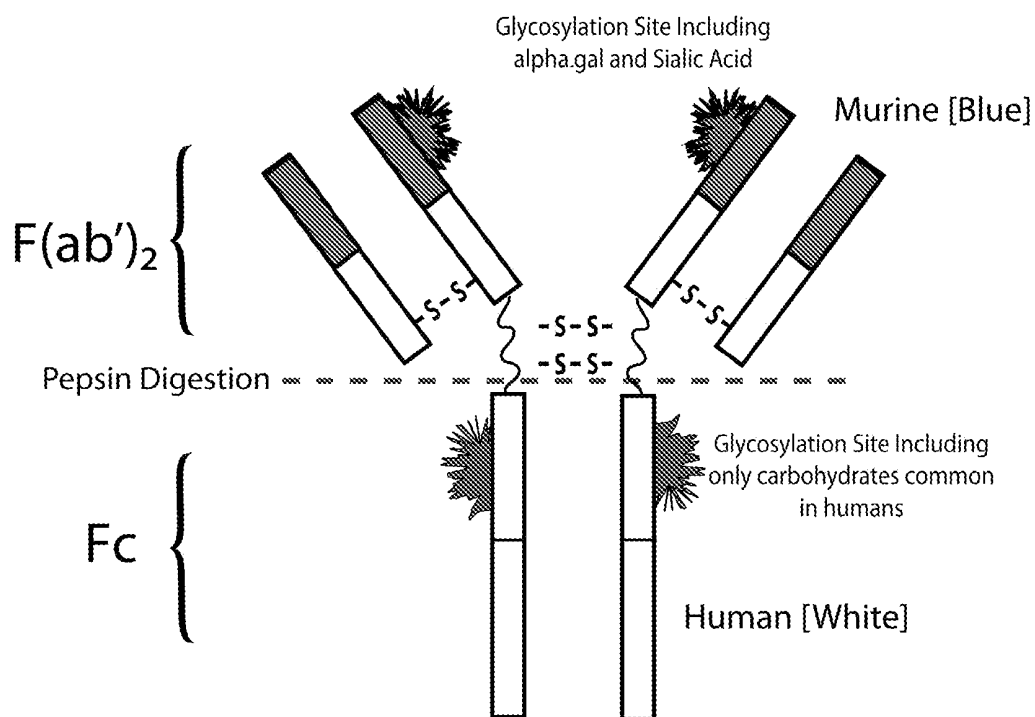 Glycosylation Site Including
alpha.gal and Sialic Acid
Murine [Blue]
F(ab')₂
-S-S-
-S-S-
-S-S-
-S-S-
Pepsin Digestion
Glycosylation Site Including
only carbohydrates common
in humans
Fc
Human [White]